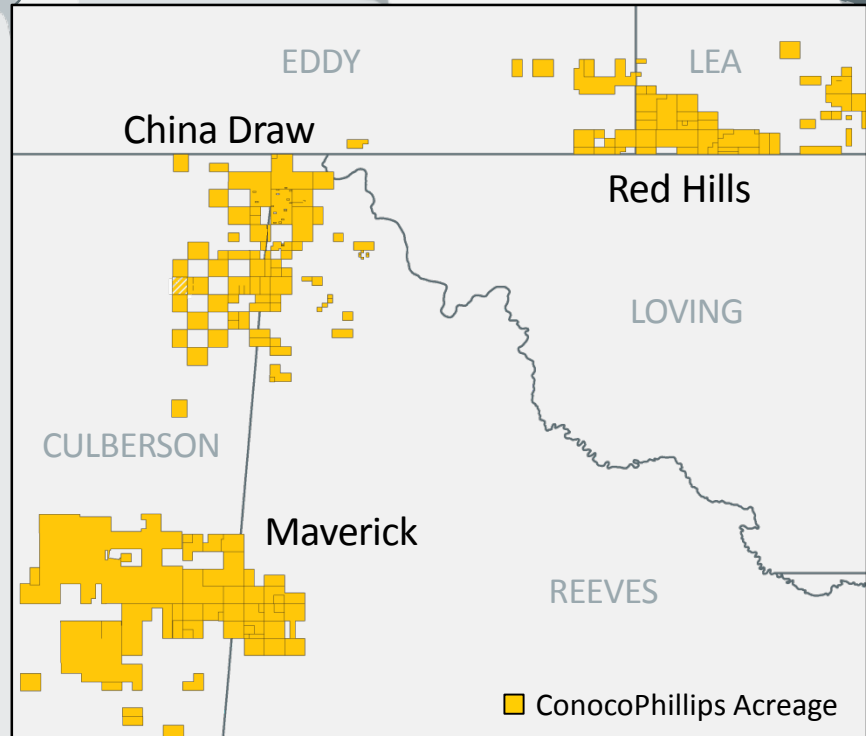 EDDY
LEA
China Draw
Red Hills
LOVING
CULBERSON
Maverick
REEVES
ConocoPhillips Acreage